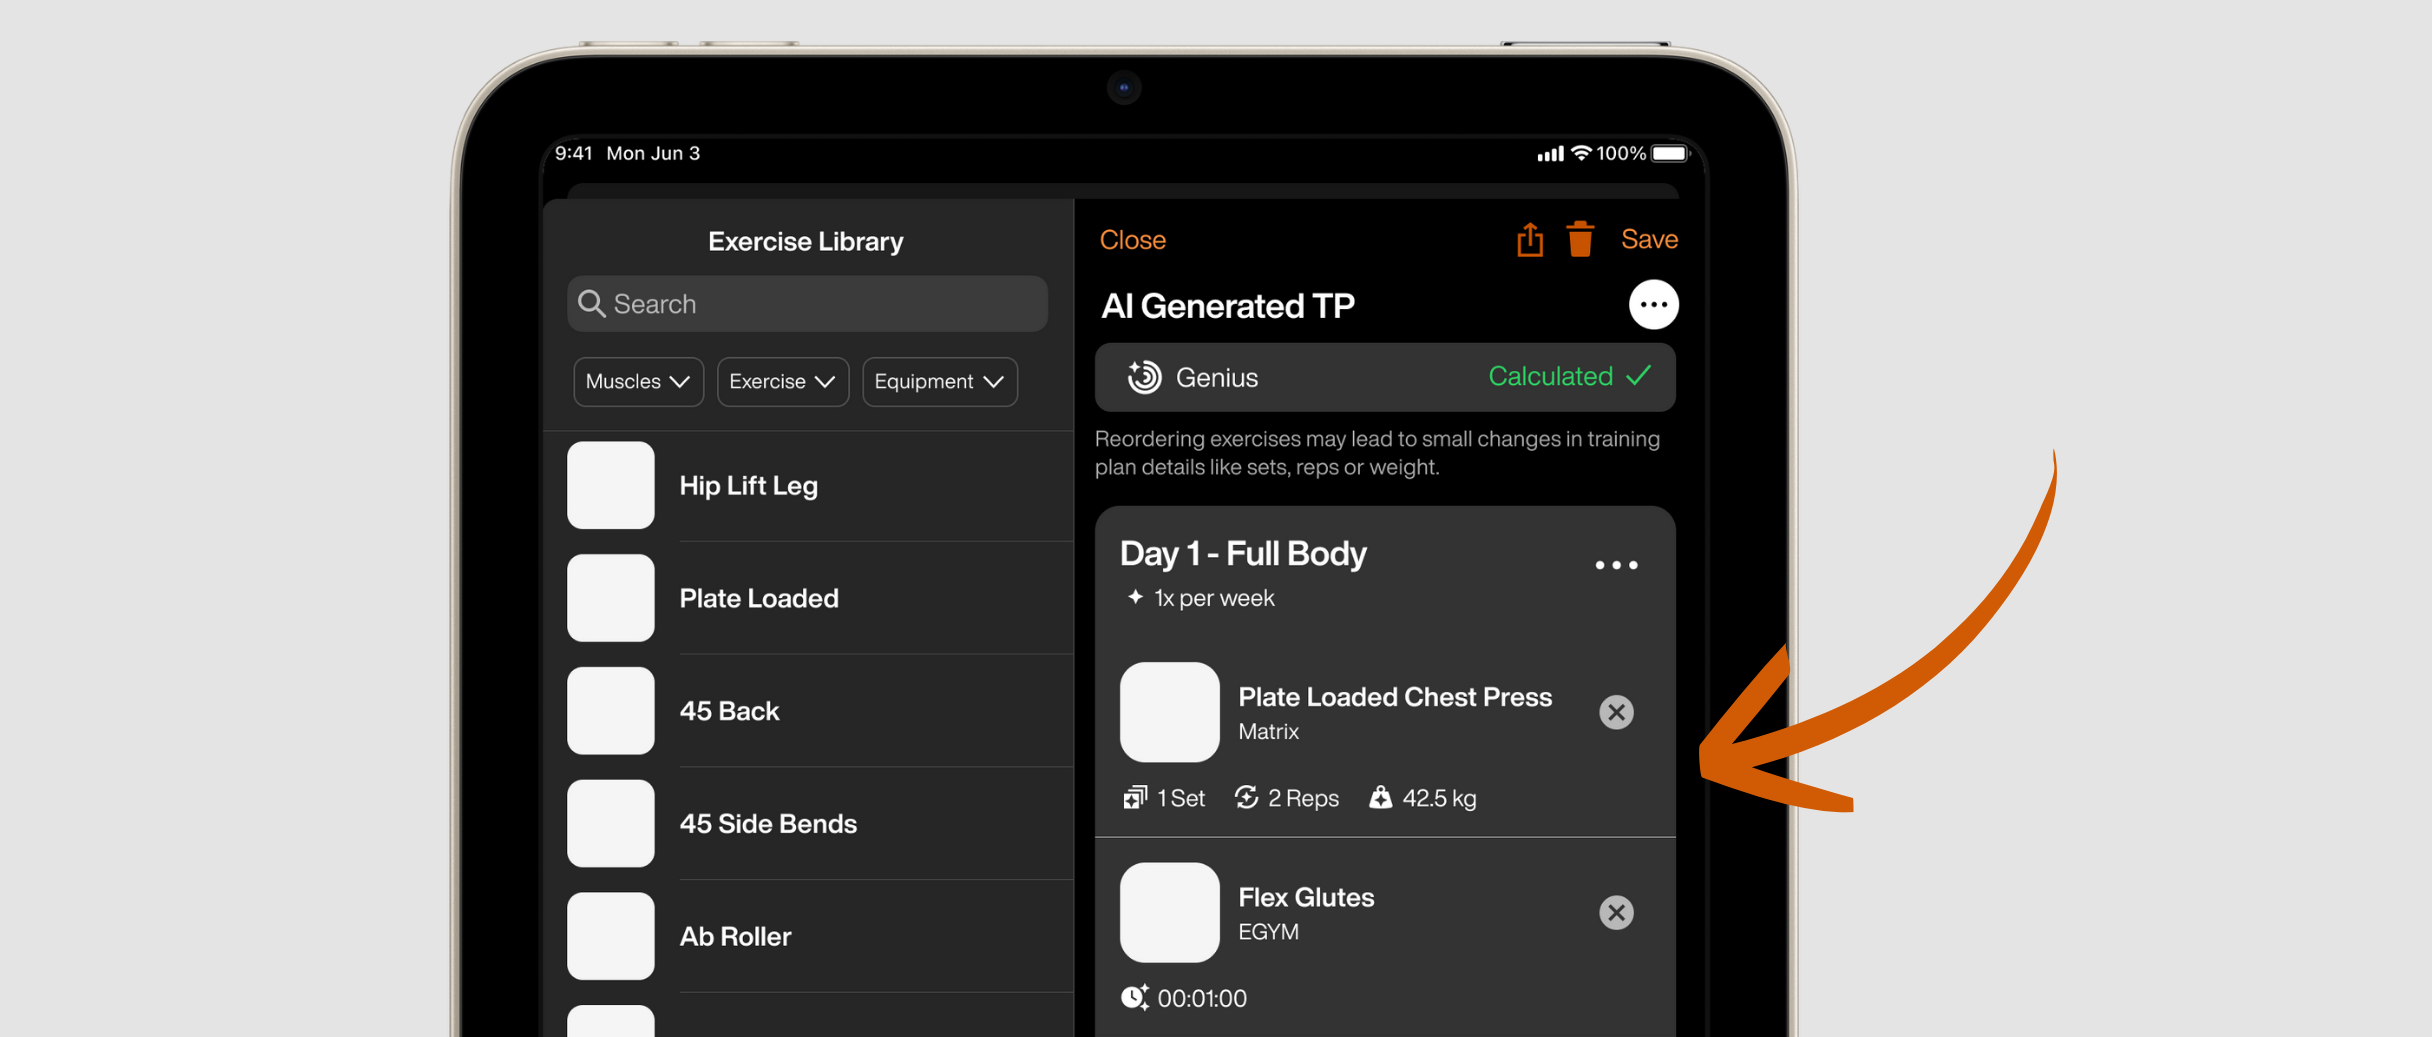 9:41 Mon Jun 3
100%
Exercise Library
Search
Muscles
Exercise
Equipment
Hip Lift Leg
Plate Loaded
45 Back
45 Side Bends
Ab Roller
Close
Save
AI Generated TP
Genius
Calculated
Reordering exercises may lead to small changes in training
plan details like sets, reps or weight.
Day 1 - Full Body
1x per week
Plate Loaded Chest Press
Matrix
1 Set
2 Reps
42.5 kg
Flex Glutes
EGYM
00:01:00